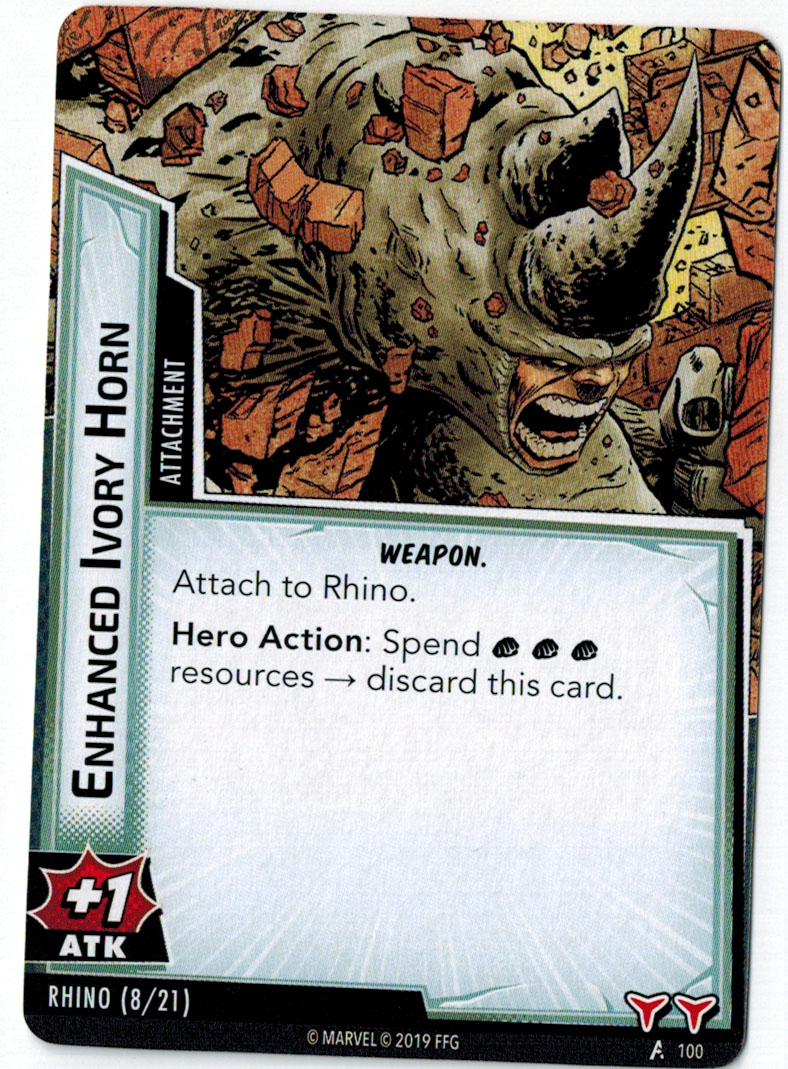 ENHANCED IVORY HORN
ATTACHMENT
WEAPON.
Attach to Rhino.
Hero Action: Spend
resources → discard this card.
+1
ATK
RHINO (8/21)
© MARVEL © 2019 FFG
100